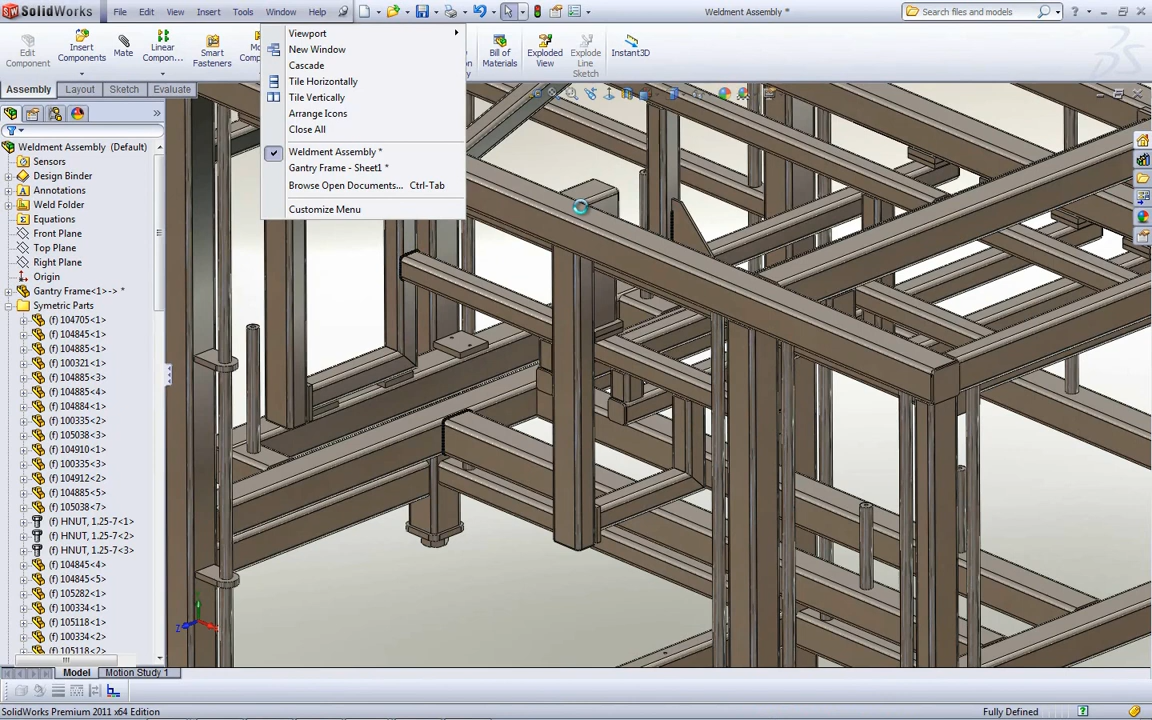 SolidWorks File Edit View Insert Tools Window Help Weldment Assembly * Search files and models
Edit Component
Insert Components
Mate
Linear Compon...
Smart Fasteners
Bill of Materials
Exploded View
Explode Line Sketch
Instant3D
Viewport
New Window
Cascade
Tile Horizontally
Tile Vertically
Arrange Icons
Close All
Weldment Assembly *
Gantry Frame - Sheet1 *
Browse Open Documents... Ctrl-Tab
Customize Menu
Assembly Layout Sketch Evaluate
Weldment Assembly (Default)
Sensors
Design Binder
Annotations
Weld Folder
Equations
Front Plane
Top Plane
Right Plane
Origin
Gantry Frame<1>-> *
Symetric Parts
(f) 104705<1>
(f) 104845<1>
(f) 104885<1>
(f) 100321<1>
(f) 104885<3>
(f) 104885<4>
(f) 104884<1>
(f) 100335<2>
(f) 105038<3>
(f) 104910<1>
(f) 100335<3>
(f) 104912<2>
(f) 104885<5>
(f) 105038<7>
(f) HNUT, 1.25-7<1>
(f) HNUT, 1.25-7<2>
(f) HNUT, 1.25-7<3>
(f) 104845<4>
(f) 104845<5>
(f) 105282<1>
(f) 100334<1>
(f) 105118<1>
(f) 100334<2>
(f) 105118<2>
Z
Model Motion Study 1
SolidWorks Premium 2011 x64 Edition Fully Defined